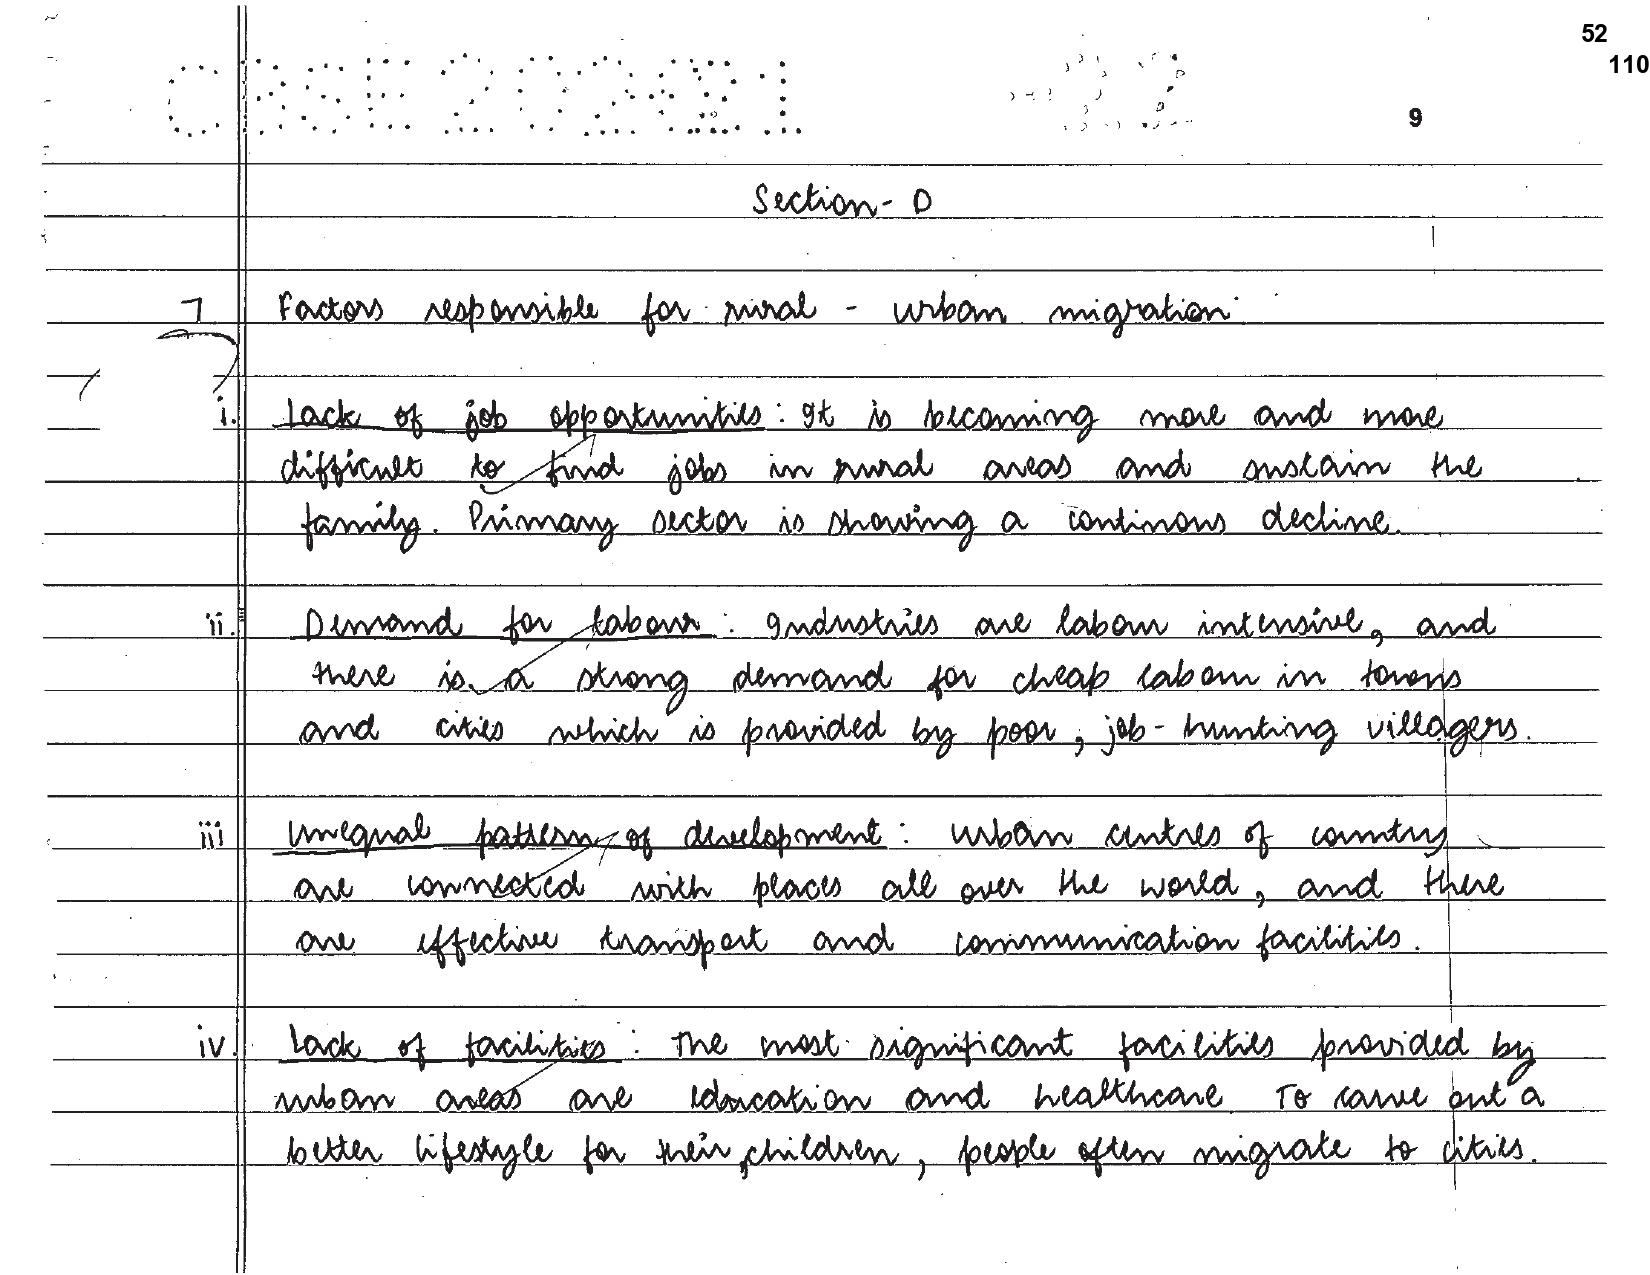 52
110
CBSE 202
9
Section - D
7 Factors responsible for rural - urban migration
i. Lack of job opportunities : It is becoming more and more
difficult to find jobs in rural areas and sustain the
family. Primary sector is showing a continous decline.
ii. Demand for labour : Industries are labour intensive, and
there is a strong demand for cheap labour in towns
and cities which is provided by poor, job-hunting villagers.
iii Unequal pattern of development : Urban centres of country
are connected with places all over the world, and there
are effective transport and communication facilities.
iv. Lack of facilities : The most significant facilities provided by
urban areas are education and healthcare To carve out a
better lifestyle for their children, people often migrate to cities.